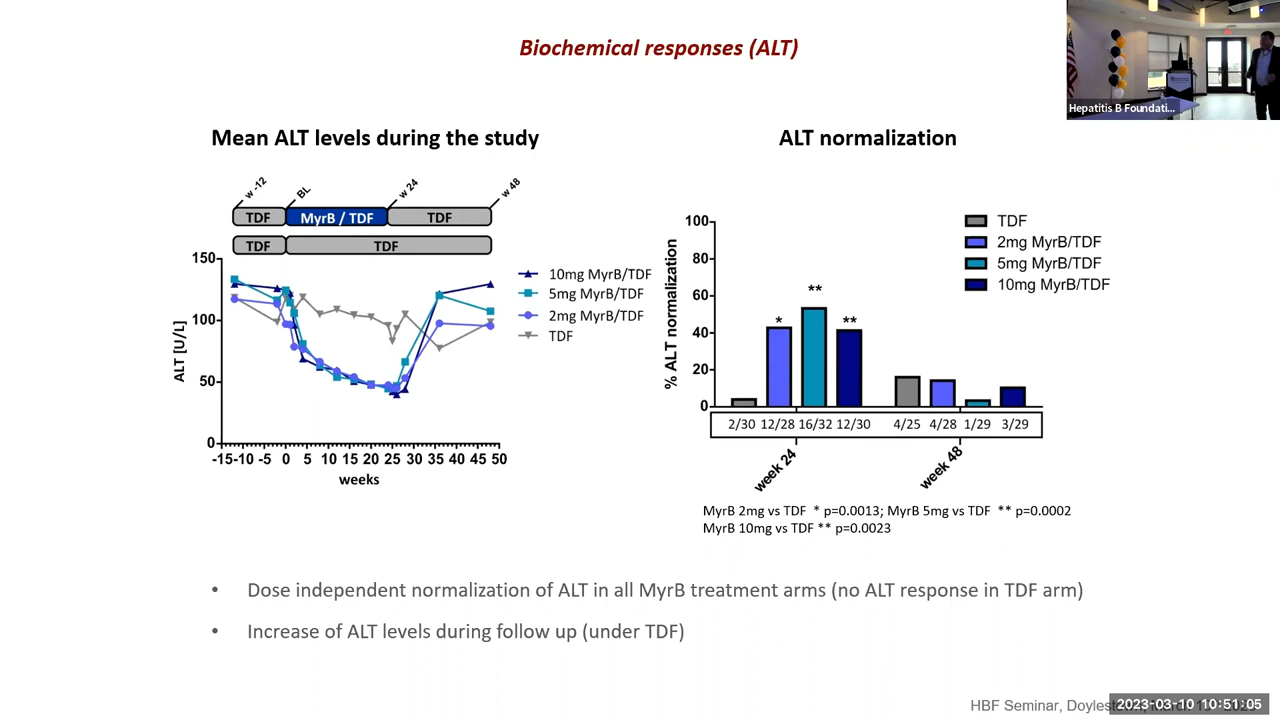 Biochemical responses (ALT)
Hepatitis B Foundati...
Mean ALT levels during the study
w -12
BL
w 24
w 48
TDF
MyrB / TDF
TDF
TDF
TDF
150
100
50
0
ALT [U/L]
-15 -10 -5 0 5 10 15 20 25 30 35 40 45 50
weeks
10mg MyrB/TDF
5mg MyrB/TDF
2mg MyrB/TDF
TDF
ALT normalization
100
80
60
40
20
0
% ALT normalization
* ** **
TDF
2mg MyrB/TDF
5mg MyrB/TDF
10mg MyrB/TDF
2/30 12/28 16/32 12/30 4/25 4/28 1/29 3/29
week 24
week 48
MyrB 2mg vs TDF * p=0.0013; MyrB 5mg vs TDF ** p=0.0002
MyrB 10mg vs TDF ** p=0.0023
• Dose independent normalization of ALT in all MyrB treatment arms (no ALT response in TDF arm)
• Increase of ALT levels during follow up (under TDF)
HBF Seminar,
2023-03-10 10:51:05